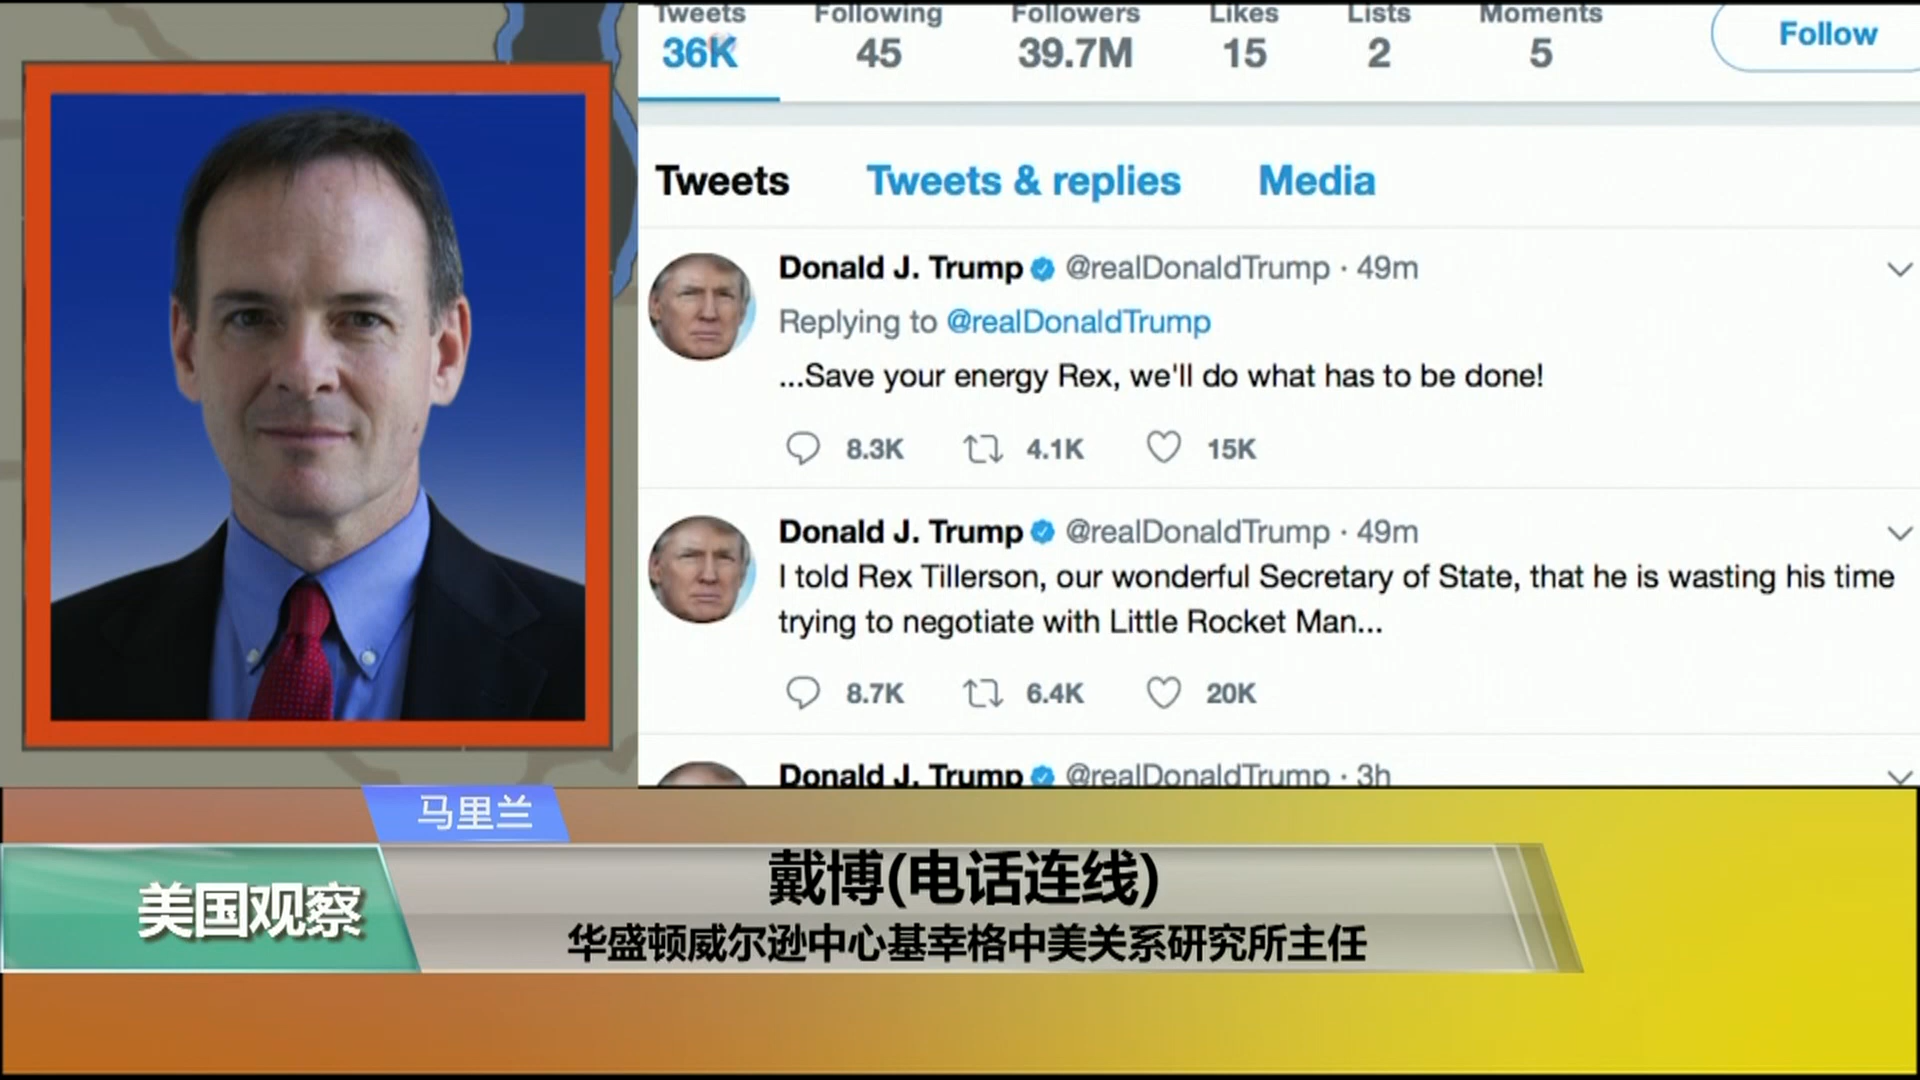 Tweets Following Followers Likes Lists Moments
36K 45 39.7M 15 2 5 Follow
Tweets Tweets & replies Media
Donald J. Trump @realDonaldTrump · 49m
Replying to @realDonaldTrump
...Save your energy Rex, we'll do what has to be done!
8.3K 4.1K 15K
Donald J. Trump @realDonaldTrump · 49m
I told Rex Tillerson, our wonderful Secretary of State, that he is wasting his time
trying to negotiate with Little Rocket Man...
8.7K 6.4K 20K
Donald J. Trump @realDonaldTrump · 3h
马里兰
美国观察
戴博(电话连线)
华盛顿威尔逊中心基辛格中美关系研究所主任